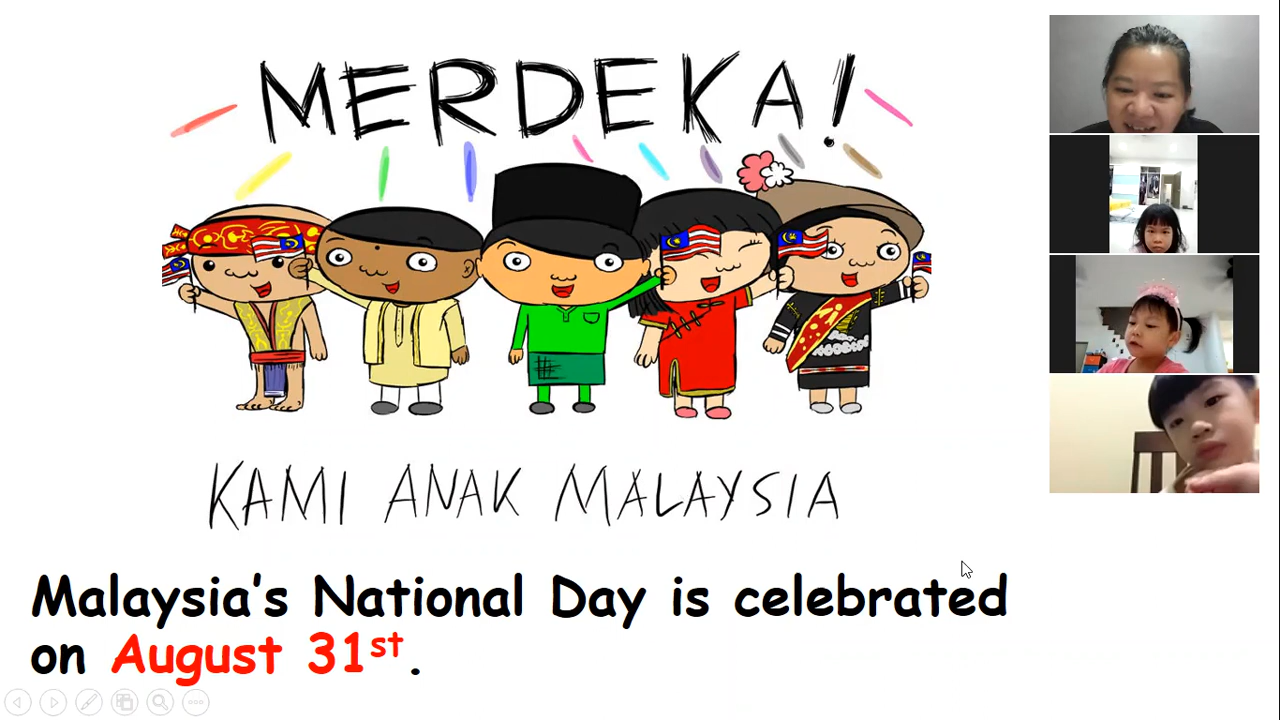 MERDEKA!
KAMI ANAK MALAYSIA
Malaysia's National Day is celebrated
on August 31st.